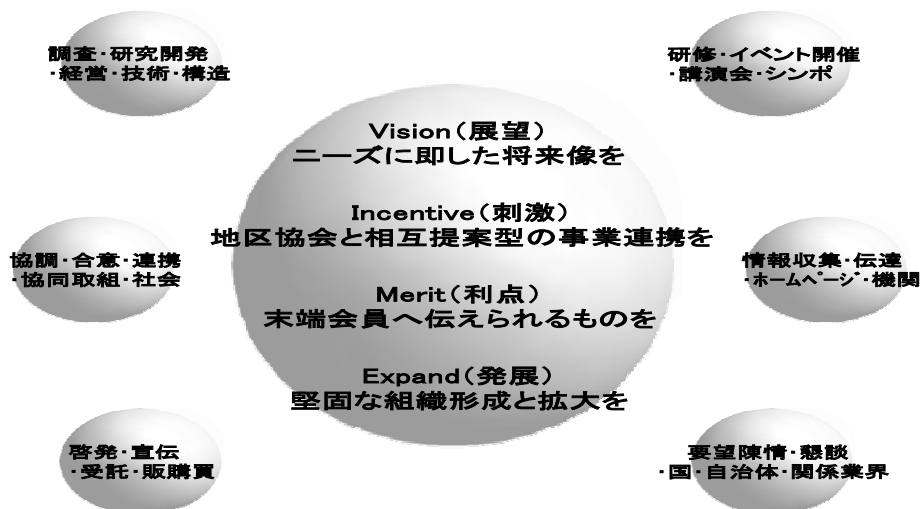 調査・研究開発
・経営・技術・構造
研修・イベント開催
・講演会・シンポ
Vision（展望）
ニーズに即した将来像を
Incentive（刺激）
地区協会と相互提案型の事業連携を
Merit（利点）
末端会員へ伝えられるものを
Expand（発展）
堅固な組織形成と拡大を
協調・合意・連携
・協同取組・社会
情報収集・伝達
・ホームページ・機関
啓発・宣伝
・受託・販購買
要望陳情・懇談
・国・自治体・関係業界